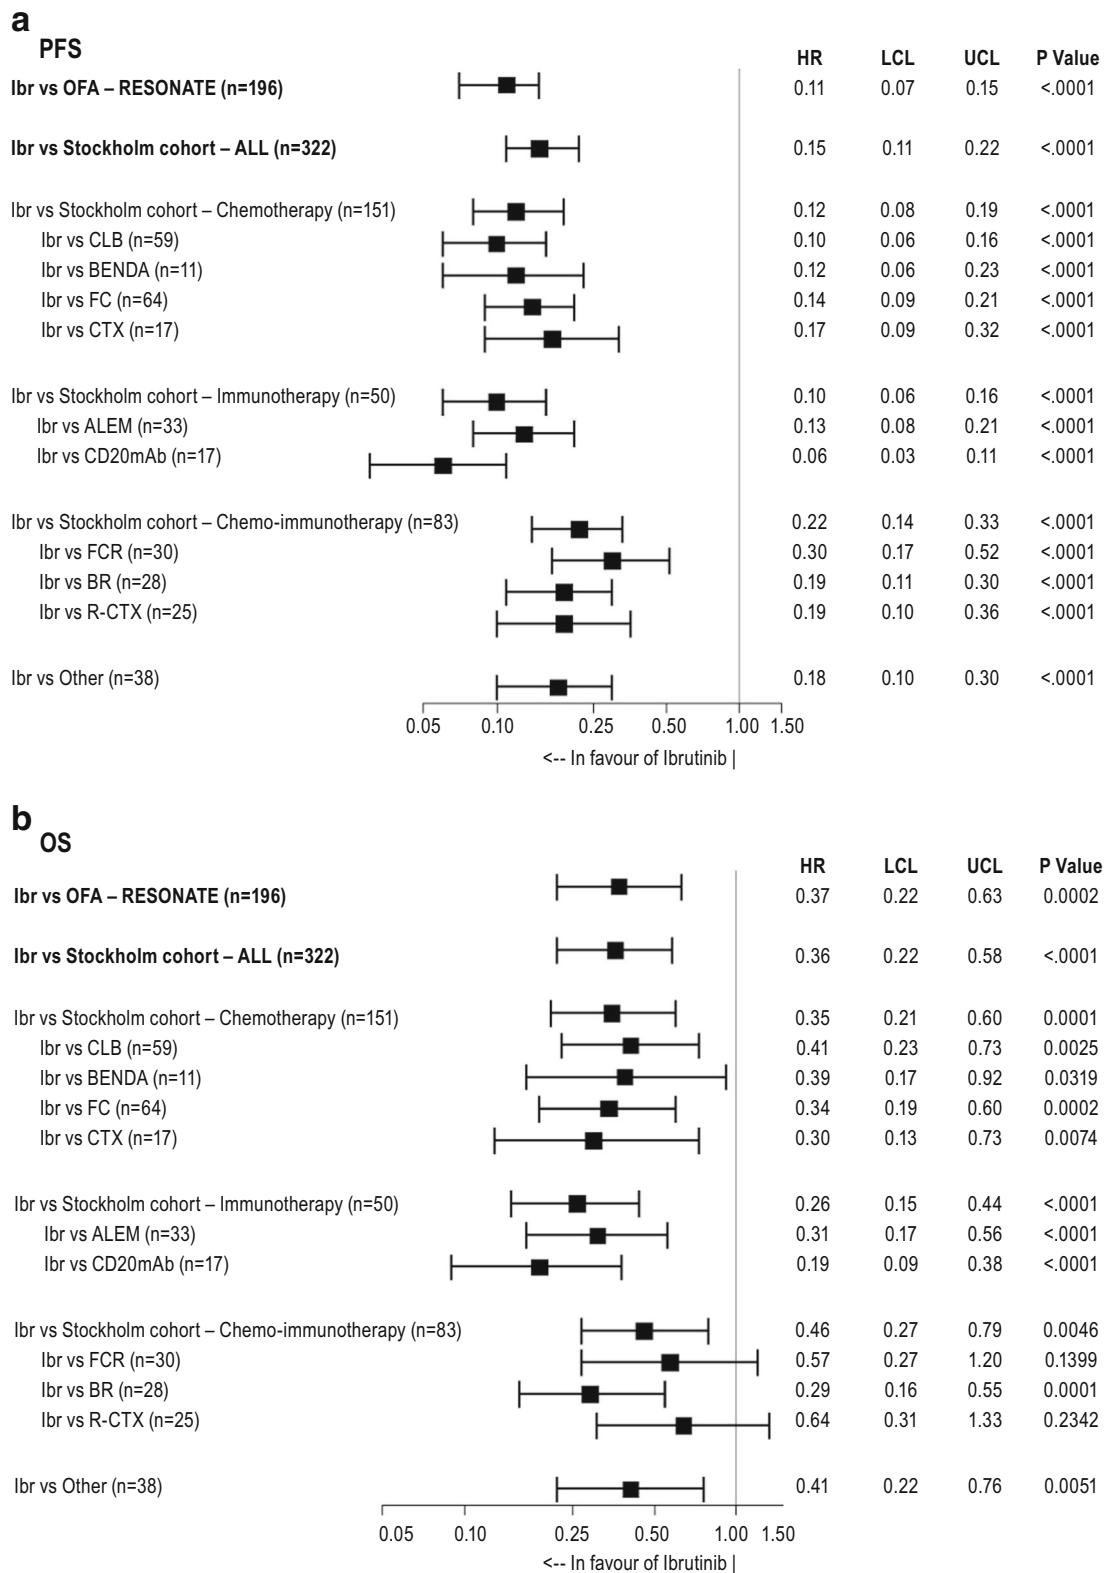 a
PFS
HR LCL UCL P Value
Ibr vs OFA – RESONATE (n=196) 0.11 0.07 0.15 <.0001
Ibr vs Stockholm cohort – ALL (n=322) 0.15 0.11 0.22 <.0001
Ibr vs Stockholm cohort – Chemotherapy (n=151) 0.12 0.08 0.19 <.0001
Ibr vs CLB (n=59) 0.10 0.06 0.16 <.0001
Ibr vs BENDA (n=11) 0.12 0.06 0.23 <.0001
Ibr vs FC (n=64) 0.14 0.09 0.21 <.0001
Ibr vs CTX (n=17) 0.17 0.09 0.32 <.0001
Ibr vs Stockholm cohort – Immunotherapy (n=50) 0.10 0.06 0.16 <.0001
Ibr vs ALEM (n=33) 0.13 0.08 0.21 <.0001
Ibr vs CD20mAb (n=17) 0.06 0.03 0.11 <.0001
Ibr vs Stockholm cohort – Chemo-immunotherapy (n=83) 0.22 0.14 0.33 <.0001
Ibr vs FCR (n=30) 0.30 0.17 0.52 <.0001
Ibr vs BR (n=28) 0.19 0.11 0.30 <.0001
Ibr vs R-CTX (n=25) 0.19 0.10 0.36 <.0001
Ibr vs Other (n=38) 0.18 0.10 0.30 <.0001
0.05 0.10 0.25 0.50 1.00 1.50
<-- In favour of Ibrutinib |
b
OS
HR LCL UCL P Value
Ibr vs OFA – RESONATE (n=196) 0.37 0.22 0.63 0.0002
Ibr vs Stockholm cohort – ALL (n=322) 0.36 0.22 0.58 <.0001
Ibr vs Stockholm cohort – Chemotherapy (n=151) 0.35 0.21 0.60 0.0001
Ibr vs CLB (n=59) 0.41 0.23 0.73 0.0025
Ibr vs BENDA (n=11) 0.39 0.17 0.92 0.0319
Ibr vs FC (n=64) 0.34 0.19 0.60 0.0002
Ibr vs CTX (n=17) 0.30 0.13 0.73 0.0074
Ibr vs Stockholm cohort – Immunotherapy (n=50) 0.26 0.15 0.44 <.0001
Ibr vs ALEM (n=33) 0.31 0.17 0.56 <.0001
Ibr vs CD20mAb (n=17) 0.19 0.09 0.38 <.0001
Ibr vs Stockholm cohort – Chemo-immunotherapy (n=83) 0.46 0.27 0.79 0.0046
Ibr vs FCR (n=30) 0.57 0.27 1.20 0.1399
Ibr vs BR (n=28) 0.29 0.16 0.55 0.0001
Ibr vs R-CTX (n=25) 0.64 0.31 1.33 0.2342
Ibr vs Other (n=38) 0.41 0.22 0.76 0.0051
0.05 0.10 0.25 0.50 1.00 1.50
<-- In favour of Ibrutinib |